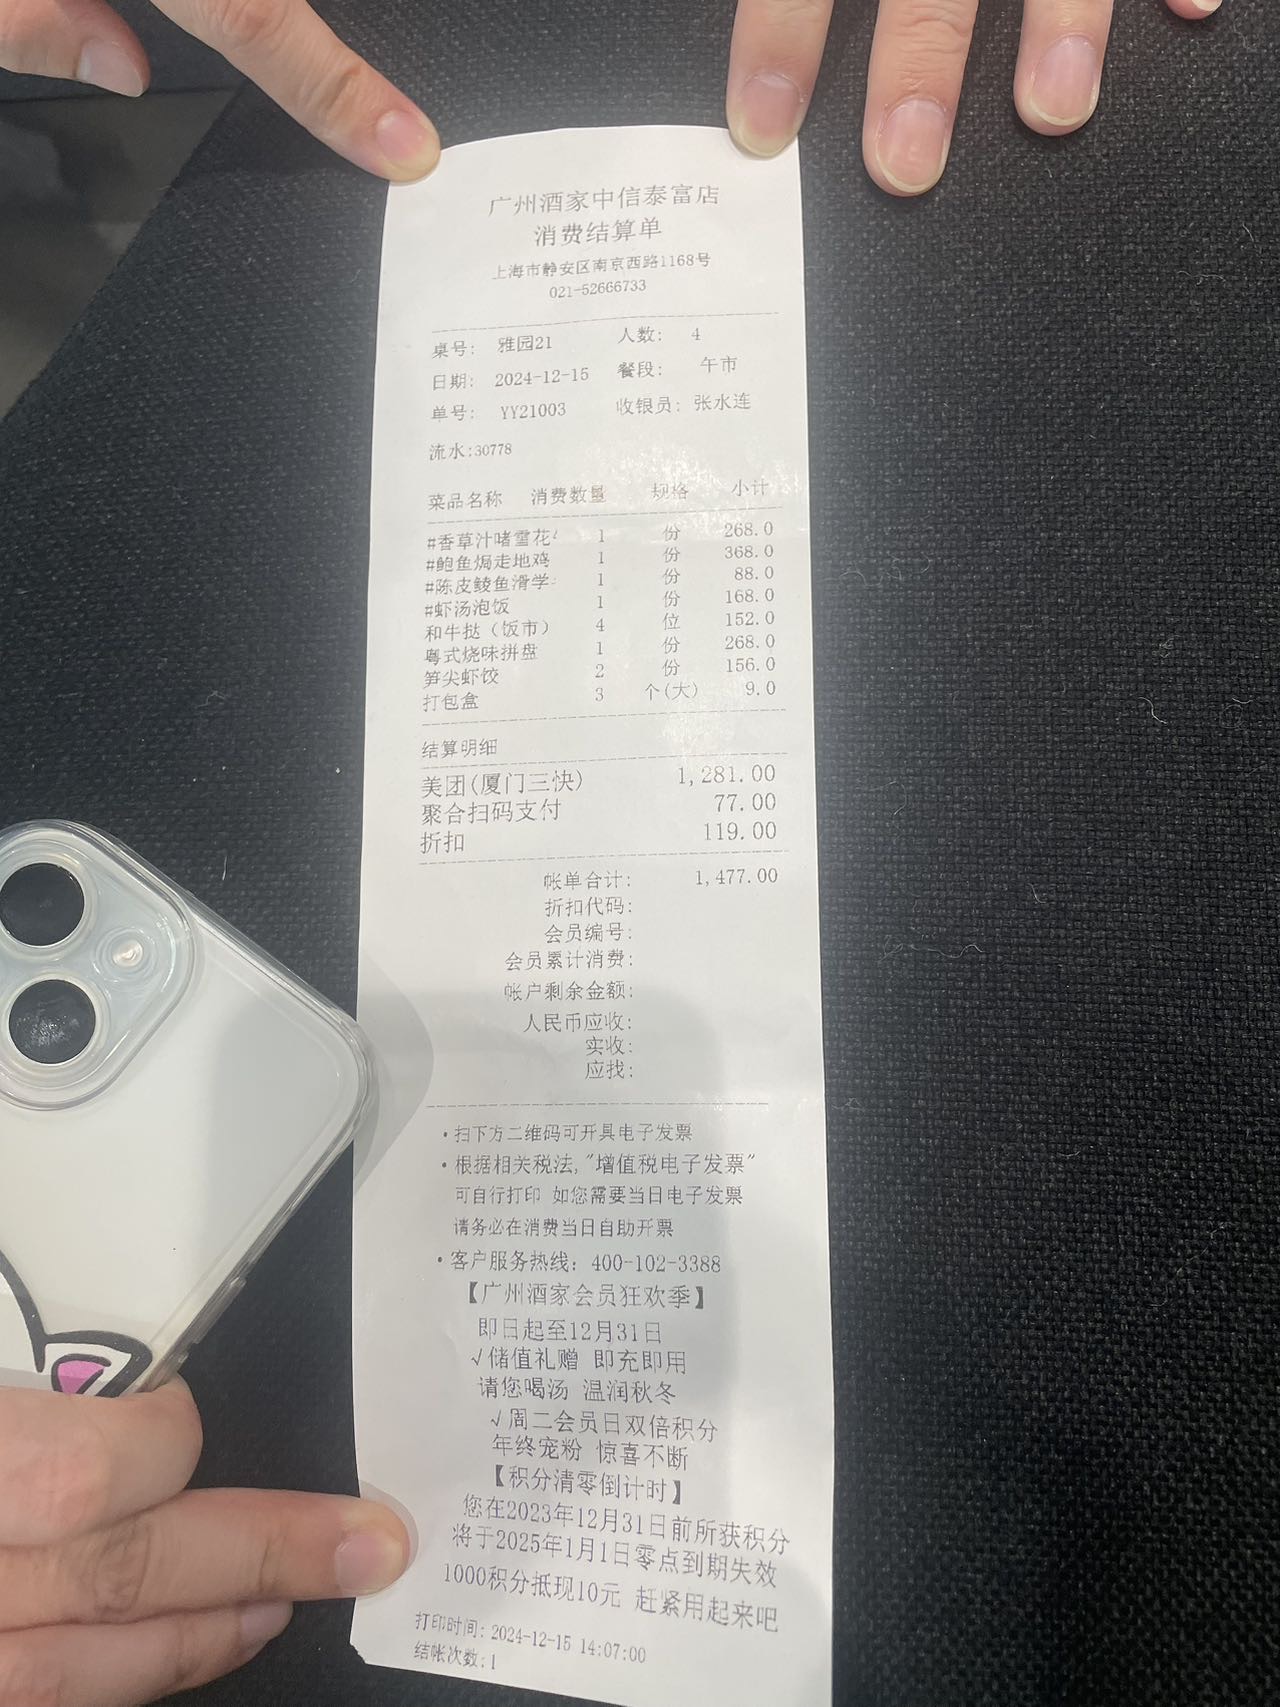 广州酒家中信泰富店
消费结算单
上海市静安区南京西路1168号
021-52666733
桌号： 雅园21 人数： 4
日期： 2024-12-15 餐段： 午市
单号： YY21003 收银员：张水连
流水:30778
菜品名称 消费数量 规格 小计
#香草汁啫雪花 1 份 268.0
#鲍鱼焗走地鸡 1 份 368.0
#陈皮鲮鱼滑学 1 份 88.0
#虾汤泡饭 1 份 168.0
和牛挞（饭市） 4 位 152.0
粤式烧味拼盘 1 份 268.0
笋尖虾饺 2 份 156.0
打包盒 3 个(大) 9.0
结算明细
美团(厦门三快) 1,281.00
聚合扫码支付 77.00
折扣 119.00
帐单合计: 1,477.00
折扣代码:
会员编号:
会员累计消费:
帐户剩余金额:
人民币应收:
实收:
应找:
·扫下方二维码可开具电子发票
·根据相关税法,"增值税电子发票"
可自行打印 如您需要当日电子发票
请务必在消费当日自助开票
·客户服务热线: 400-102-3388
【广州酒家会员狂欢季】
即日起至12月31日
√储值礼赠 即充即用
请您喝汤 温润秋冬
√周二会员日双倍积分
年终宠粉 惊喜不断
【积分清零倒计时】
您在2023年12月31日前所获积分
将于2025年1月1日零点到期失效
1000积分抵现10元 赶紧用起来吧
打印时间: 2024-12-15 14:07:00
结帐次数:1